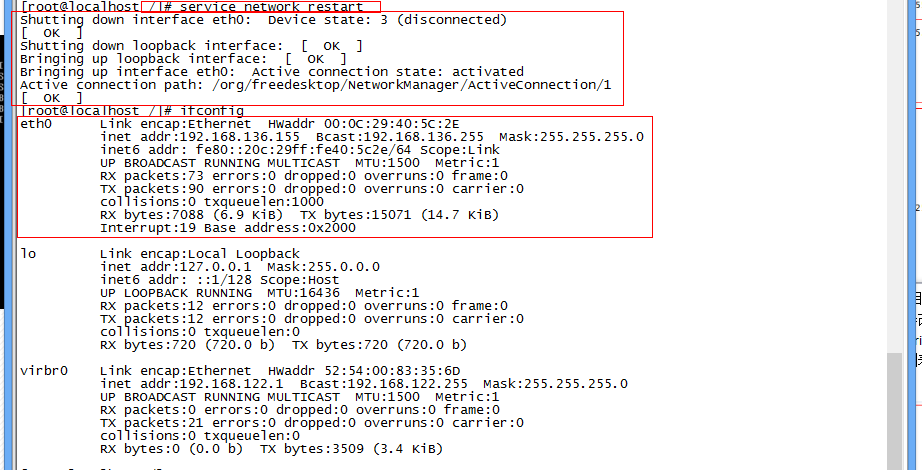 [root@localhost /]# service network restart
Shutting down interface eth0:  Device state: 3 (disconnected)
[  OK  ]
Shutting down loopback interface:  [  OK  ]
Bringing up loopback interface:  [  OK  ]
Bringing up interface eth0:  Active connection state: activated
Active connection path: /org/freedesktop/NetworkManager/ActiveConnection/1
[  OK  ]
[root@localhost /]# ifconfig
eth0      Link encap:Ethernet  HWaddr 00:0C:29:40:5C:2E
          inet addr:192.168.136.155  Bcast:192.168.136.255  Mask:255.255.255.0
          inet6 addr: fe80::20c:29ff:fe40:5c2e/64 Scope:Link
          UP BROADCAST RUNNING MULTICAST  MTU:1500  Metric:1
          RX packets:73 errors:0 dropped:0 overruns:0 frame:0
          TX packets:90 errors:0 dropped:0 overruns:0 carrier:0
          collisions:0 txqueuelen:1000
          RX bytes:7088 (6.9 KiB)  TX bytes:15071 (14.7 KiB)
          Interrupt:19 Base address:0x2000
lo        Link encap:Local Loopback
          inet addr:127.0.0.1  Mask:255.0.0.0
          inet6 addr: ::1/128 Scope:Host
          UP LOOPBACK RUNNING  MTU:16436  Metric:1
          RX packets:12 errors:0 dropped:0 overruns:0 frame:0
          TX packets:12 errors:0 dropped:0 overruns:0 carrier:0
          collisions:0 txqueuelen:0
          RX bytes:720 (720.0 b)  TX bytes:720 (720.0 b)
virbr0    Link encap:Ethernet  HWaddr 52:54:00:83:35:6D
          inet addr:192.168.122.1  Bcast:192.168.122.255  Mask:255.255.255.0
          UP BROADCAST RUNNING MULTICAST  MTU:1500  Metric:1
          RX packets:0 errors:0 dropped:0 overruns:0 frame:0
          TX packets:21 errors:0 dropped:0 overruns:0 carrier:0
          collisions:0 txqueuelen:0
          RX bytes:0 (0.0 b)  TX bytes:3509 (3.4 KiB)